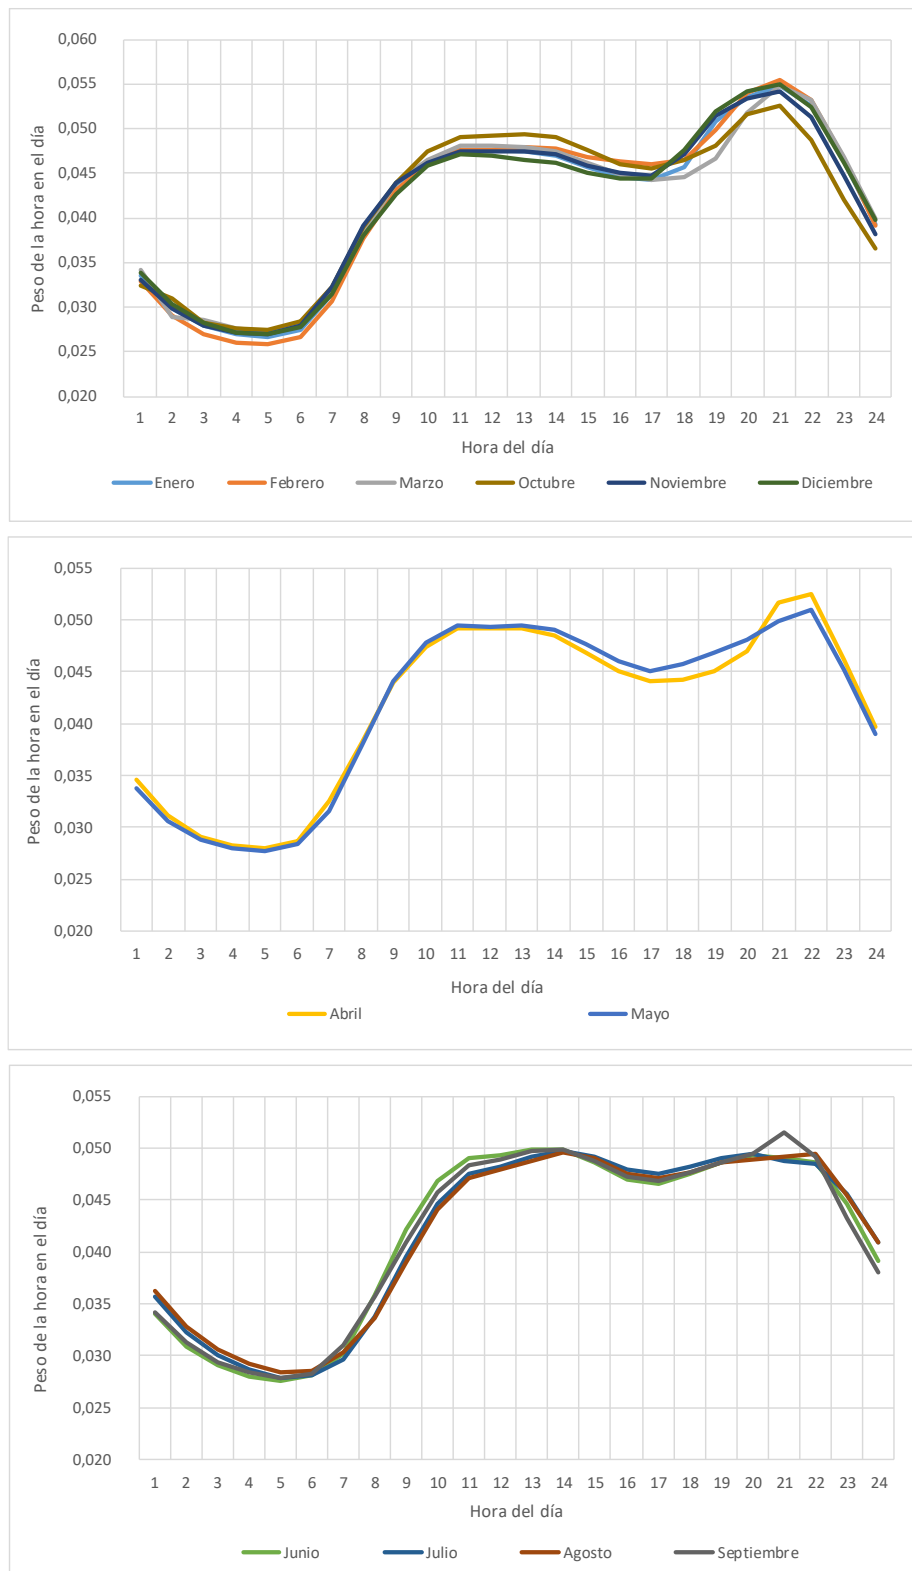 0,060
0,055
0,050
0,045
0,040
0,035
0,030
0,025
0,020
Peso de la hora en el día
1 2 3 4 5 6 7 8 9 10 11 12 13 14 15 16 17 18 19 20 21 22 23 24
Hora del día
Enero Febrero Marzo Octubre Noviembre Diciembre
0,055
0,050
0,045
0,040
0,035
0,030
0,025
0,020
Peso de la hora en el día
1 2 3 4 5 6 7 8 9 10 11 12 13 14 15 16 17 18 19 20 21 22 23 24
Hora del día
Abril Mayo
0,055
0,050
0,045
0,040
0,035
0,030
0,025
0,020
Peso de la hora en el día
1 2 3 4 5 6 7 8 9 10 11 12 13 14 15 16 17 18 19 20 21 22 23 24
Hora del día
Junio Julio Agosto Septiembre